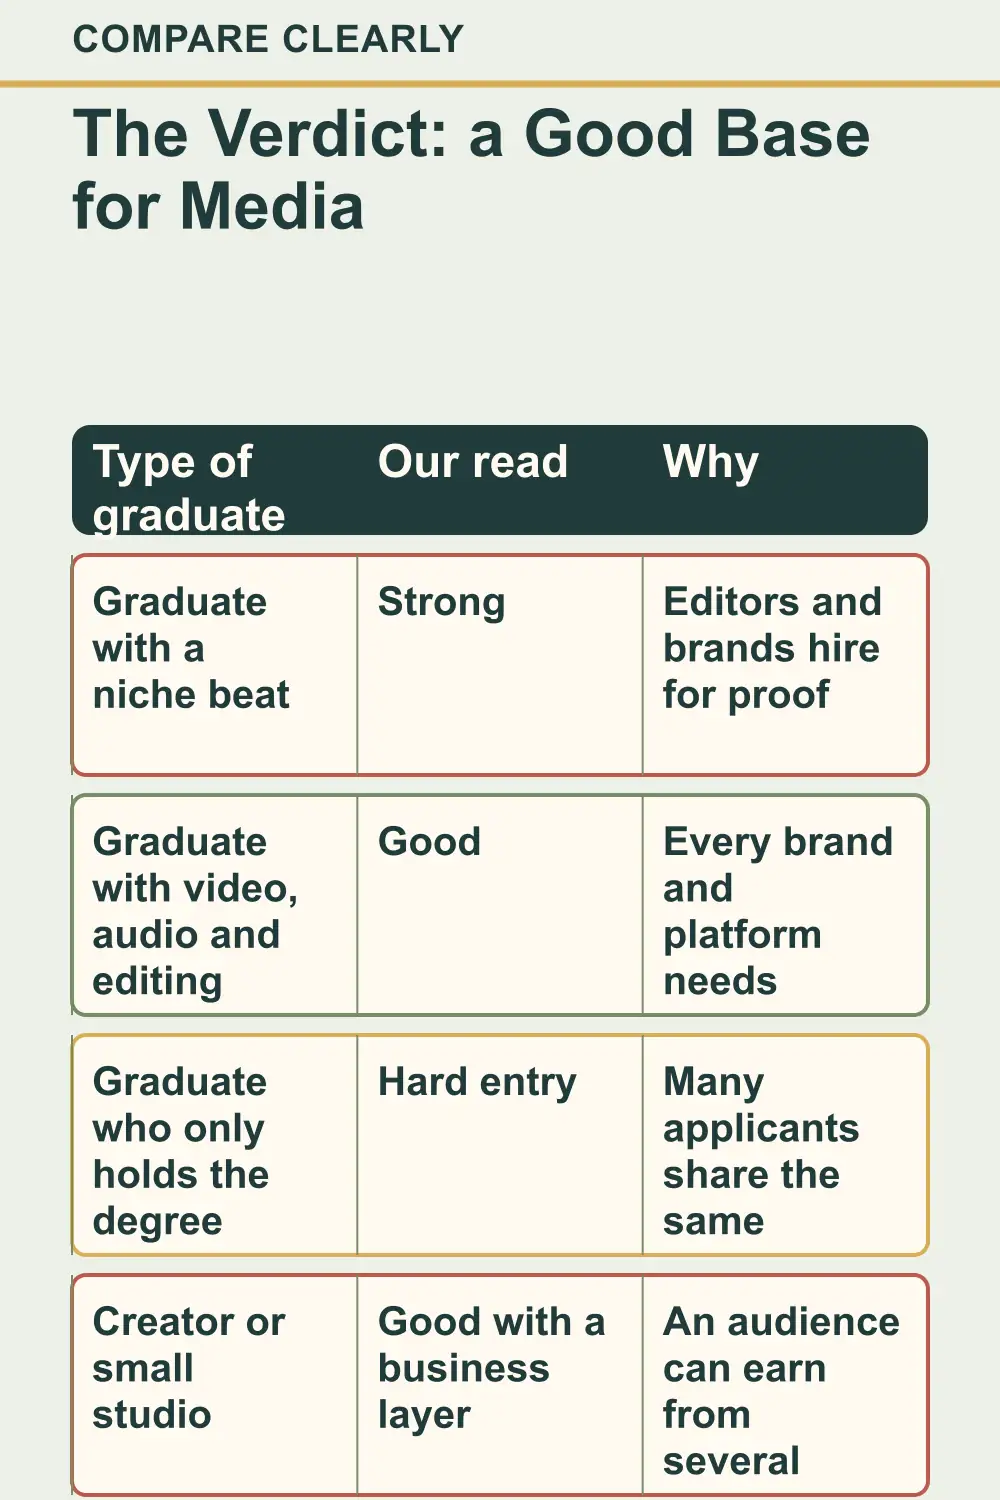 COMPARE CLEARLY
The Verdict: a Good Base
for Media
Type of
graduate
Our read
Why
Graduate
with a
niche beat
Strong
Editors and
brands hire
for proof
Graduate
with video,
audio and
editing
Good
Every brand
and
platform
needs
Graduate
who only
holds the
degree
Hard entry
Many
applicants
share the
same
Creator or
small
studio
Good with a
business
layer
An audience
can earn
from
several